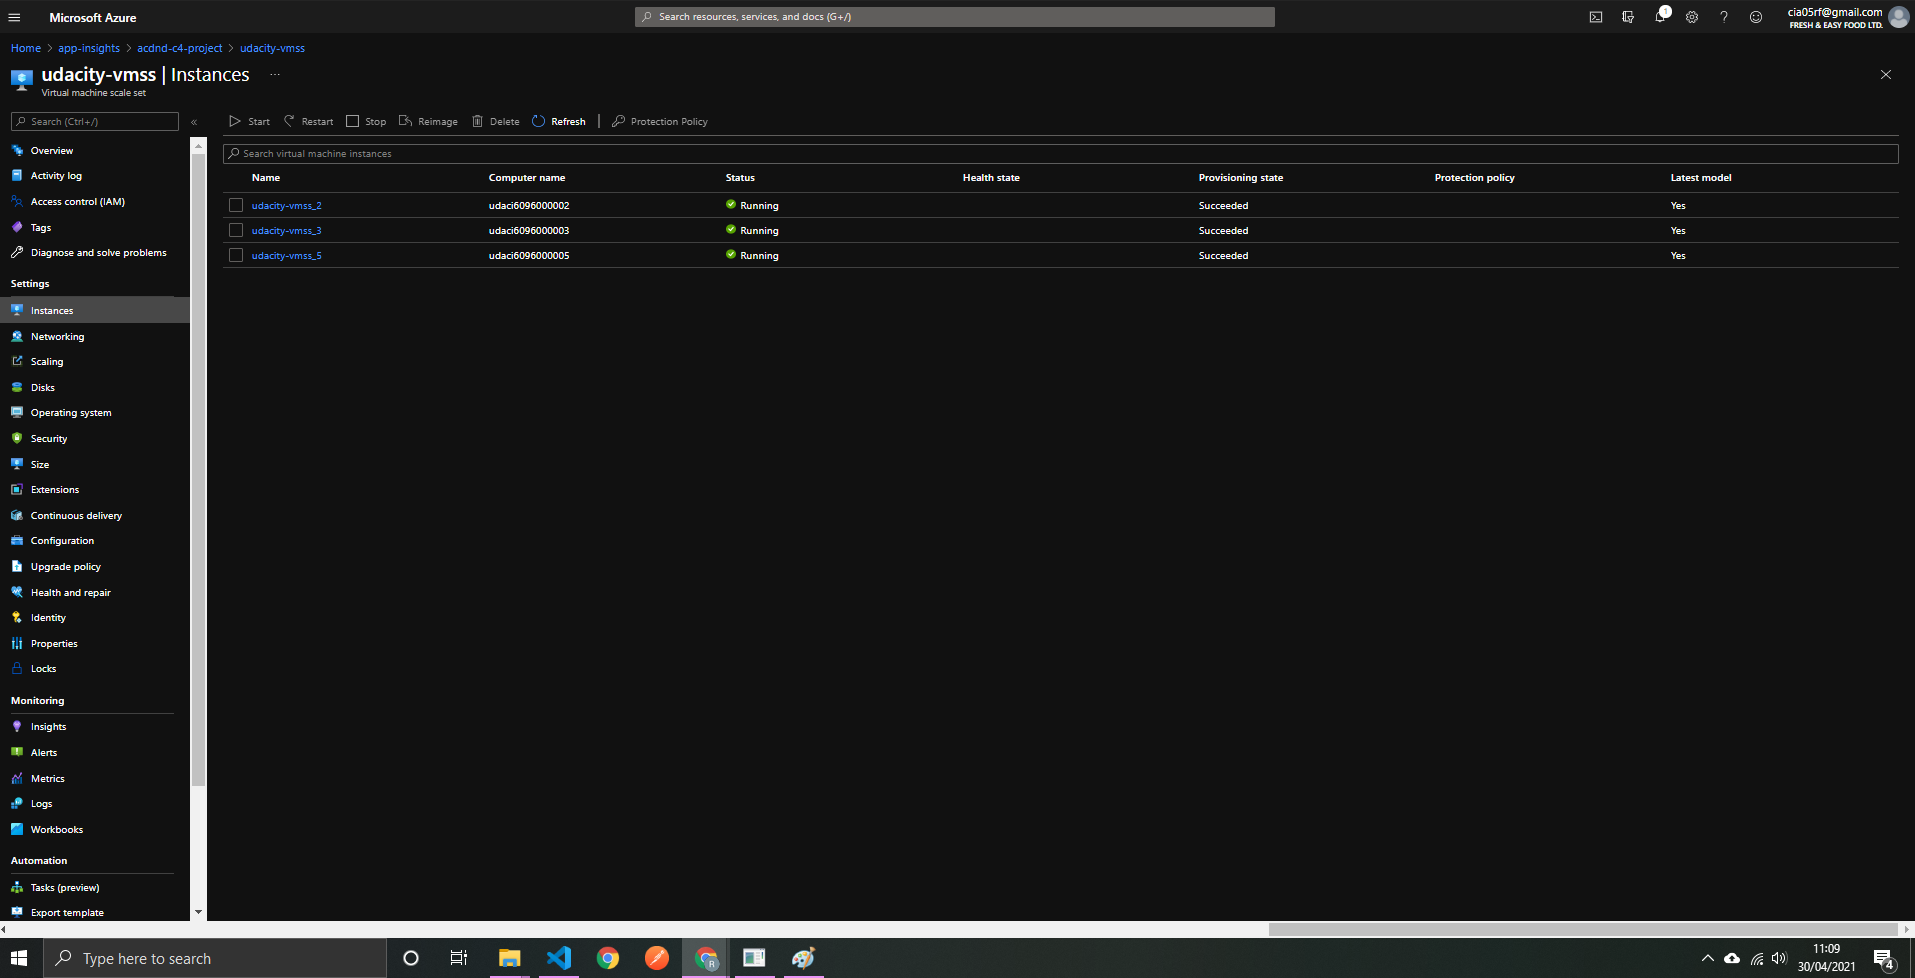 Microsoft Azure
Search resources, services, and docs (G+/)
1
cia05rf@gmail.com
FRESH & EASY FOOD LTD.
Home > app-insights > acdnd-c4-project > udacity-vmss
udacity-vmss | Instances ...
Virtual machine scale set
Search (Ctrl+/) «
Start Restart Stop Reimage Delete Refresh | Protection Policy
Search virtual machine instances
Name Computer name Status Health state Provisioning state Protection policy Latest model
udacity-vmss_2 udaci6096000002 Running Succeeded Yes
udacity-vmss_3 udaci6096000003 Running Succeeded Yes
udacity-vmss_5 udaci6096000005 Running Succeeded Yes
Overview
Activity log
Access control (IAM)
Tags
Diagnose and solve problems
Settings
Instances
Networking
Scaling
Disks
Operating system
Security
Size
Extensions
Continuous delivery
Configuration
Upgrade policy
Health and repair
Identity
Properties
Locks
Monitoring
Insights
Alerts
Metrics
Logs
Workbooks
Automation
Tasks (preview)
Export template
Type here to search
R
11:09
30/04/2021
4